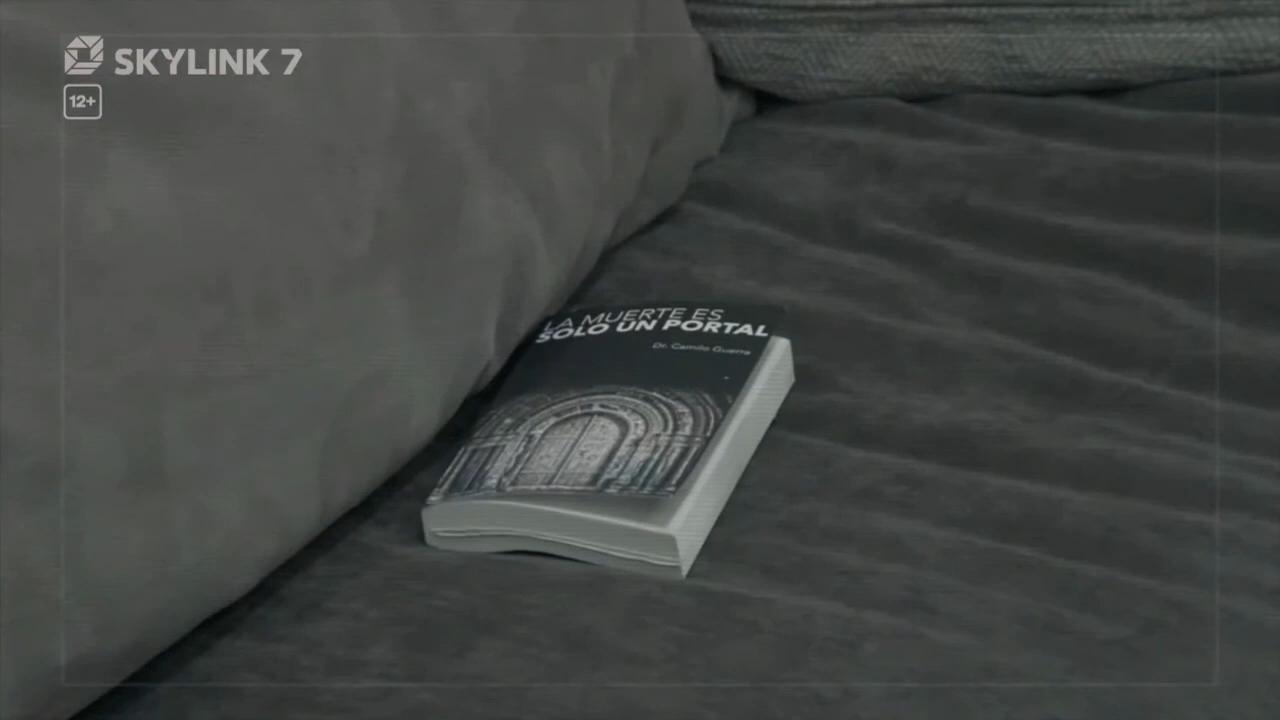 SKYLINK 7
12+
LA MUERTE ES
SOLO UN PORTAL
Dr. Camilo Guerra